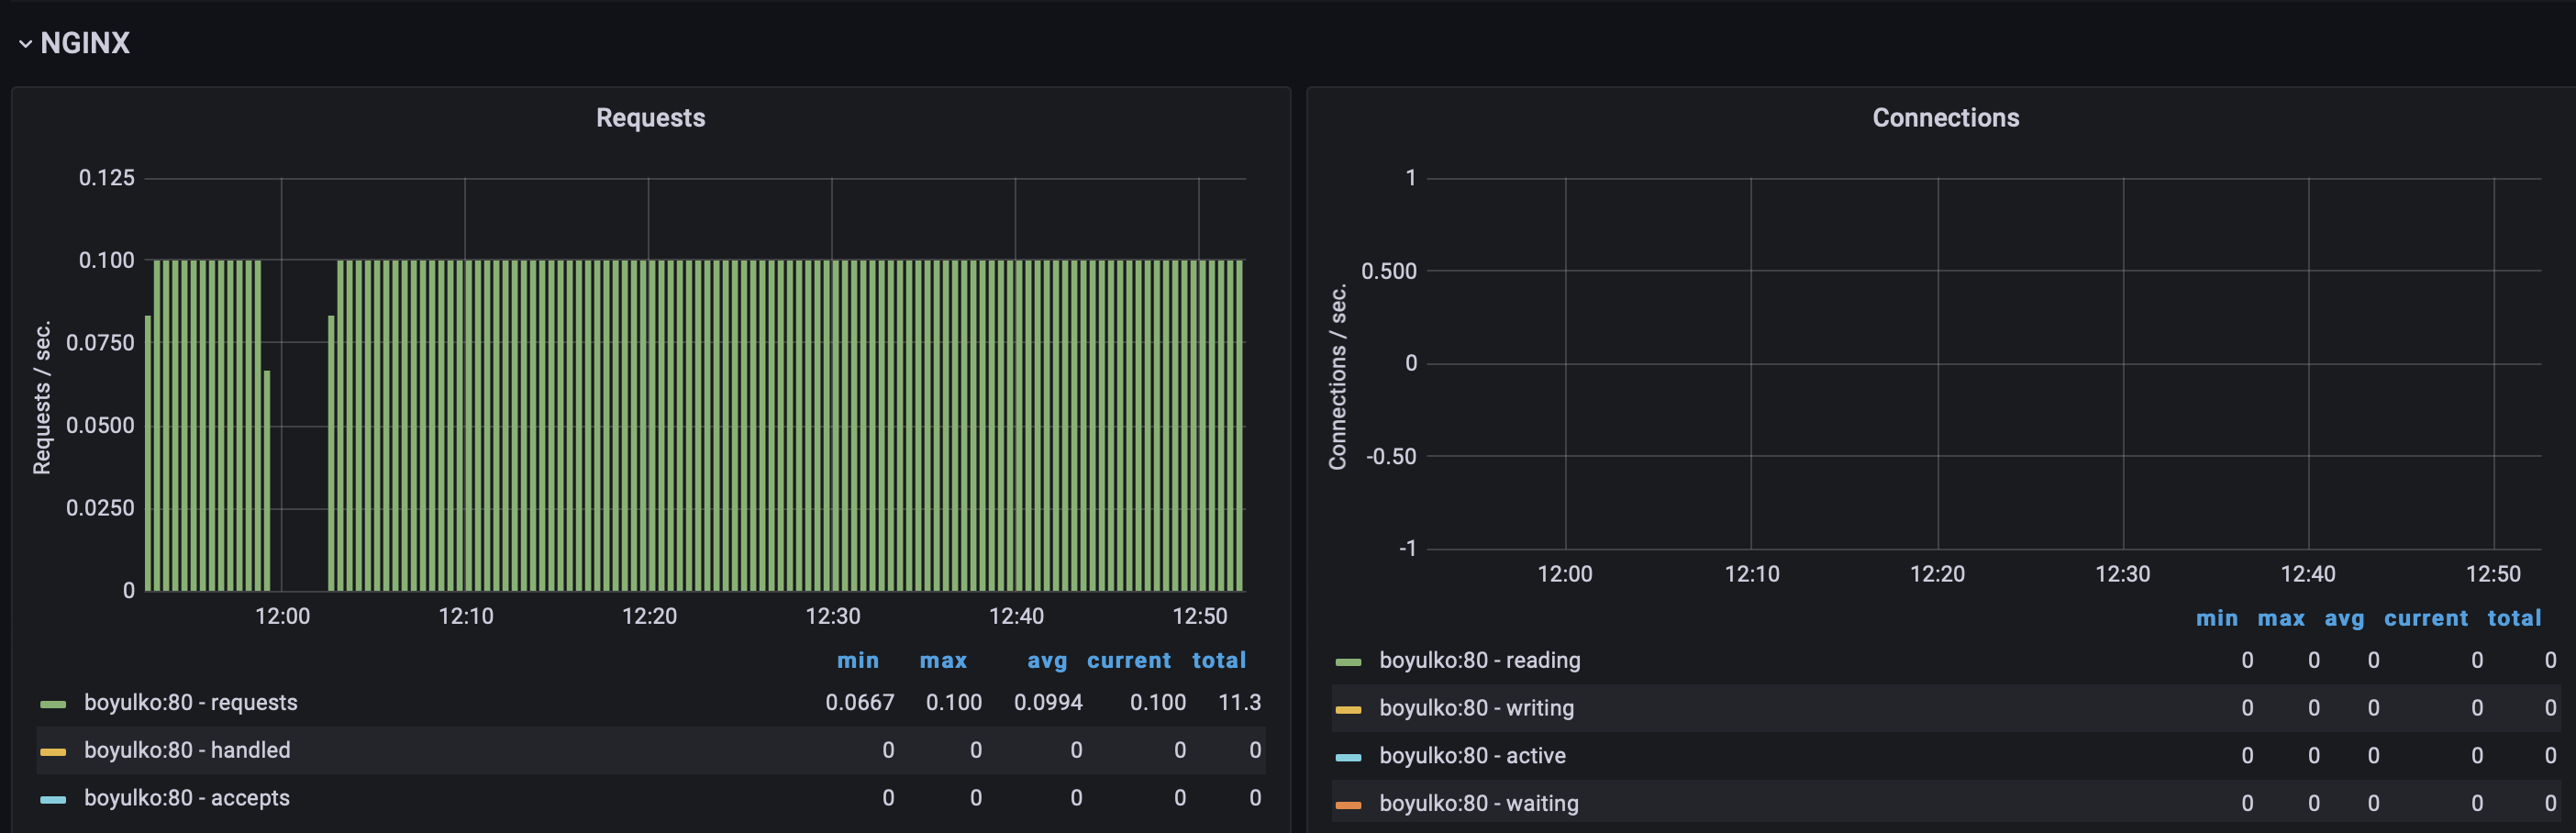 NGINX
Requests
Requests / sec.
0.125
0.100
0.0750
0.0500
0.0250
0
12:00 12:10 12:20 12:30 12:40 12:50
min max avg current total
boyulko:80 - requests 0.0667 0.100 0.0994 0.100 11.3
boyulko:80 - handled 0 0 0 0 0
boyulko:80 - accepts 0 0 0 0 0
Connections
Connections / sec.
1
0.500
0
-0.50
-1
12:00 12:10 12:20 12:30 12:40 12:50
min max avg current total
boyulko:80 - reading 0 0 0 0 0
boyulko:80 - writing 0 0 0 0 0
boyulko:80 - active 0 0 0 0 0
boyulko:80 - waiting 0 0 0 0 0